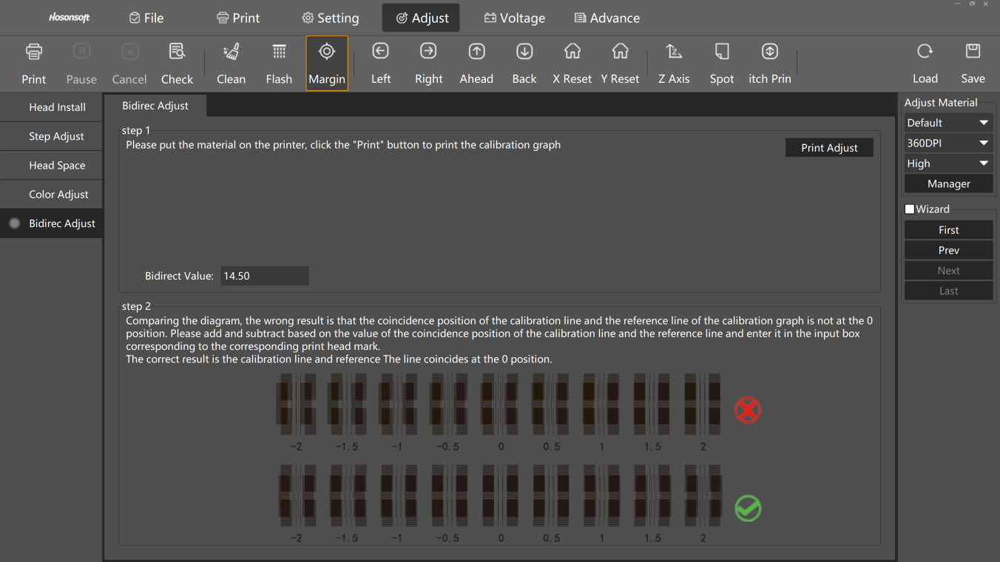 Hosonsoft
File
Print
Setting
Adjust
Voltage
Advance
Print
Pause
Cancel
Check
Clean
Flash
Margin
Left
Right
Ahead
Back
X Reset
Y Reset
Z Axis
Spot
itch Prin
Load
Save
Head Install
Step Adjust
Head Space
Color Adjust
Bidirec Adjust
Bidirec Adjust
step 1
Please put the material on the printer, click the "Print" button to print the calibration graph
Print Adjust
Bidirect Value: 14.50
step 2
Comparing the diagram, the wrong result is that the coincidence position of the calibration line and the reference line of the calibration graph is not at the 0
position. Please add and subtract based on the value of the coincidence position of the calibration line and the reference line and enter it in the input box
corresponding to the corresponding print head mark.
The correct result is the calibration line and reference The line coincides at the 0 position.
-2 -1.5 -1 -0.5 0 0.5 1 1.5 2
-2 -1.5 -1 -0.5 0 0.5 1 1.5 2
Adjust Material
Default
360DPI
High
Manager
Wizard
First
Prev
Next
Last